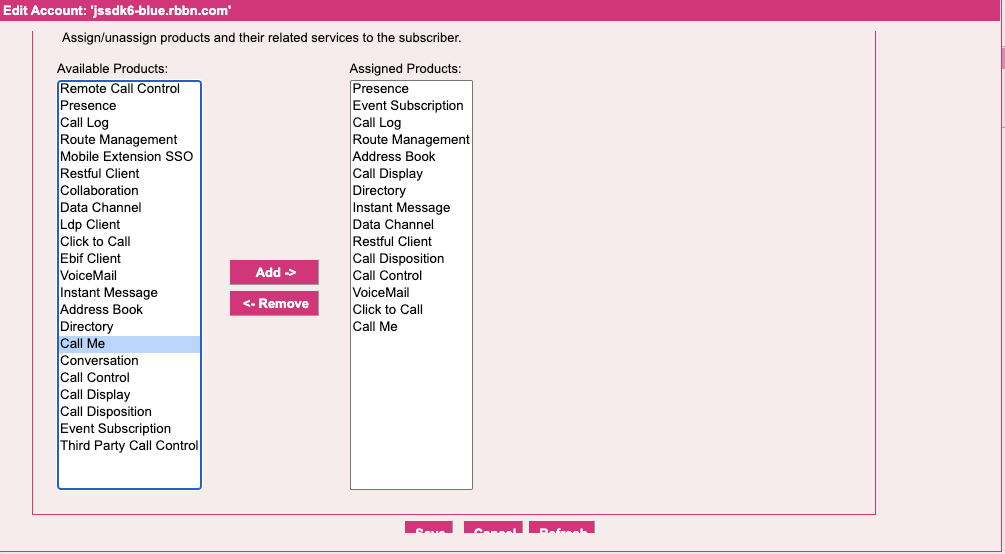 Edit Account: 'jssdk6-blue.rbbn.com'
Assign/unassign products and their related services to the subscriber.
Available Products:
Remote Call Control
Presence
Call Log
Route Management
Mobile Extension SSO
Restful Client
Collaboration
Data Channel
Ldp Client
Click to Call
Ebif Client
VoiceMail
Instant Message
Address Book
Directory
Call Me
Conversation
Call Control
Call Display
Call Disposition
Event Subscription
Third Party Call Control
Add ->
<- Remove
Assigned Products:
Presence
Event Subscription
Call Log
Route Management
Address Book
Call Display
Directory
Instant Message
Data Channel
Restful Client
Call Disposition
Call Control
VoiceMail
Click to Call
Call Me
Save Cancel Refresh